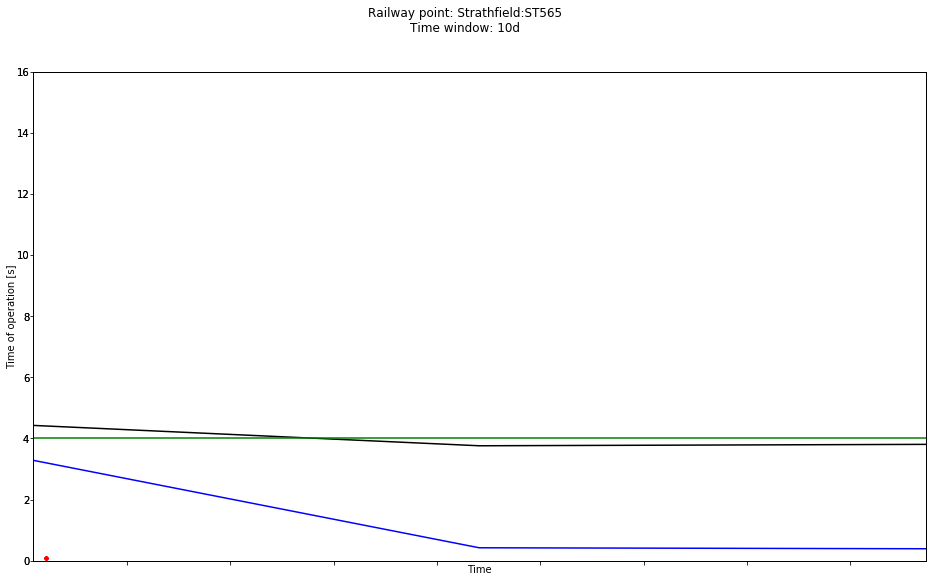 Railway point: Strathfield:ST565
Time window: 10d
16
14
12
10
8
6
4
2
0
Time of operation [s]
Time